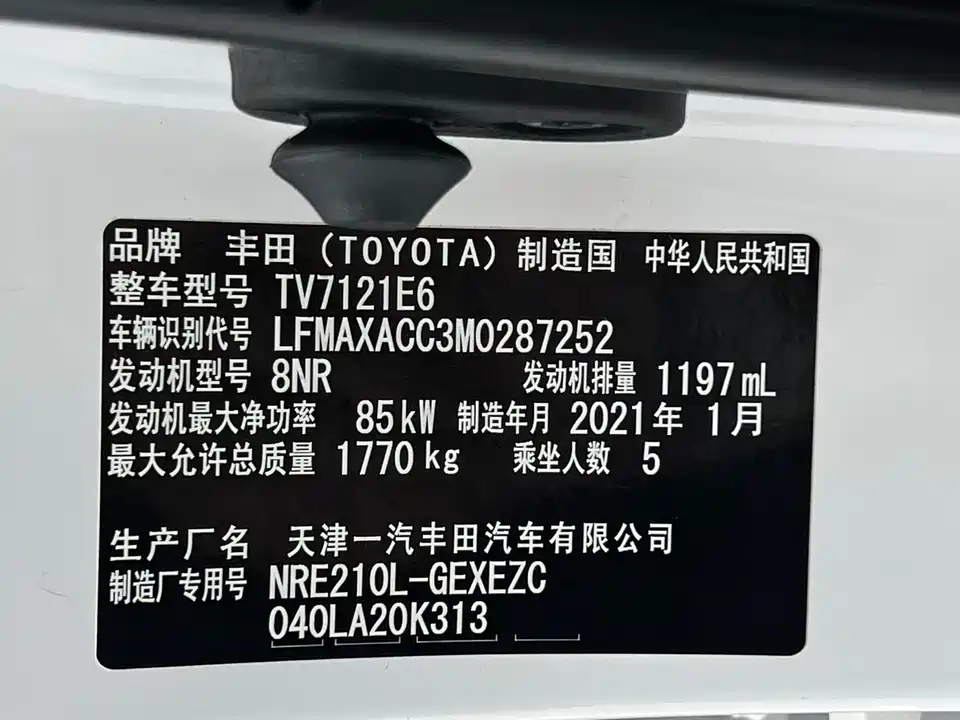 品牌 丰田（TOYOTA）制造国 中华人民共和国
整车型号 TV7121E6
车辆识别代号 LFMAXACC3M0287252
发动机型号 8NR 发动机排量 1197mL
发动机最大净功率 85kW 制造年月 2021年 1月
最大允许总质量 1770kg 乘坐人数 5
生产厂名 天津一汽丰田汽车有限公司
制造厂专用号 NRE210L-GEXEZC
040LA20K313